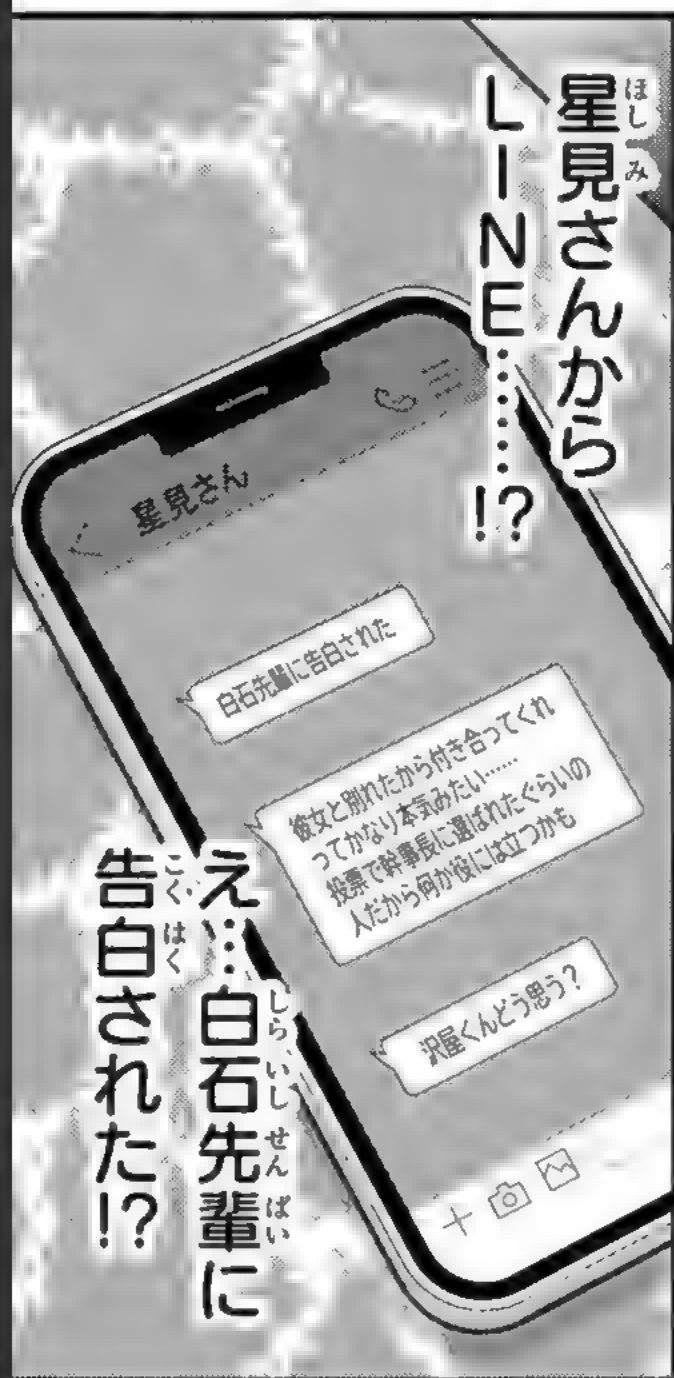 星見さんから
LINE………!?
星見さん
白石先輩に告白された
彼女と別れたから付き合ってくれ
ってかなり本気みたい……
投票で幹事長に選ばれたぐらいの
人だから何か役には立つかも
沢屋くんどう思う?
え…白石先輩に
告白された!?